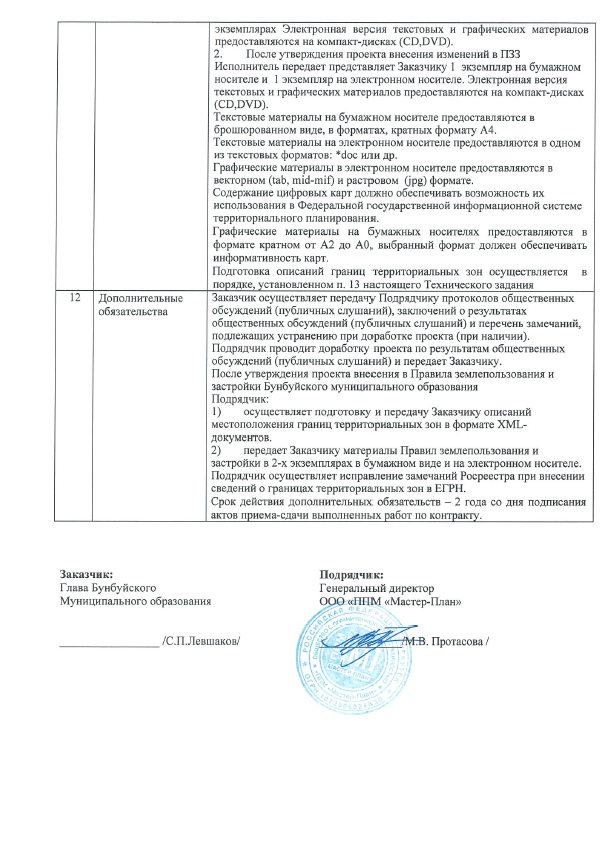 экземплярах Электронная версия текстовых и графических материалов
предоставляются на компакт-дисках (CD,DVD).
2. После утверждения проекта внесения изменений в ПЗЗ
Исполнитель передает представляет Заказчику 1 экземпляр на бумажном
носителе и 1 экземпляр на электронном носителе. Электронная версия
текстовых и графических материалов предоставляются на компакт-дисках
(CD,DVD).
Текстовые материалы на бумажном носителе предоставляются в
брошюрованном виде, в форматах, кратных формату А4.
Текстовые материалы на электронном носителе предоставляются в одном
из текстовых форматов: *doc или др.
Графические материалы в электронном носителе предоставляются в
векторном (tab, mid-mif) и растровом (jpg) формате.
Содержание цифровых карт должно обеспечивать возможность их
использования в Федеральной государственной информационной системе
территориального планирования.
Графические материалы на бумажных носителях предоставляются в
формате кратном от А2 до А0, выбранный формат должен обеспечивать
информативность карт.
Подготовка описаний границ территориальных зон осуществляется в
порядке, установленном п. 13 настоящего Технического задания
12 Дополнительные обязательства
Заказчик осуществляет передачу Подрядчику протоколов общественных
обсуждений (публичных слушаний), заключений о результатах
общественных обсуждений (публичных слушаний) и перечень замечаний,
подлежащих устранению при доработке проекта (при наличии).
Подрядчик проводит доработку проекта по результатам общественных
обсуждений (публичных слушаний) и передает Заказчику.
После утверждения проекта внесения в Правила землепользования и
застройки Бунбуйского муниципального образования
Подрядчик:
1) осуществляет подготовку и передачу Заказчику описаний
местоположения границ территориальных зон в формате XML-
документов.
2) передает Заказчику материалы Правил землепользования и
застройки в 2-х экземплярах в бумажном виде и на электронном носителе.
Подрядчик осуществляет исправление замечаний Росреестра при внесении
сведений о границах территориальных зон в ЕГРН.
Срок действия дополнительных обязательств – 2 года со дня подписания
актов приема-сдачи выполненных работ по контракту.
Заказчик:
Глава Бунбуйского
Муниципального образования
/С.П.Левшаков/
Подрядчик:
Генеральный директор
ООО «ППМ «Мастер-План»
/М.В. Протасова /
РОССИЙСКАЯ ФЕДЕРАЦИЯ